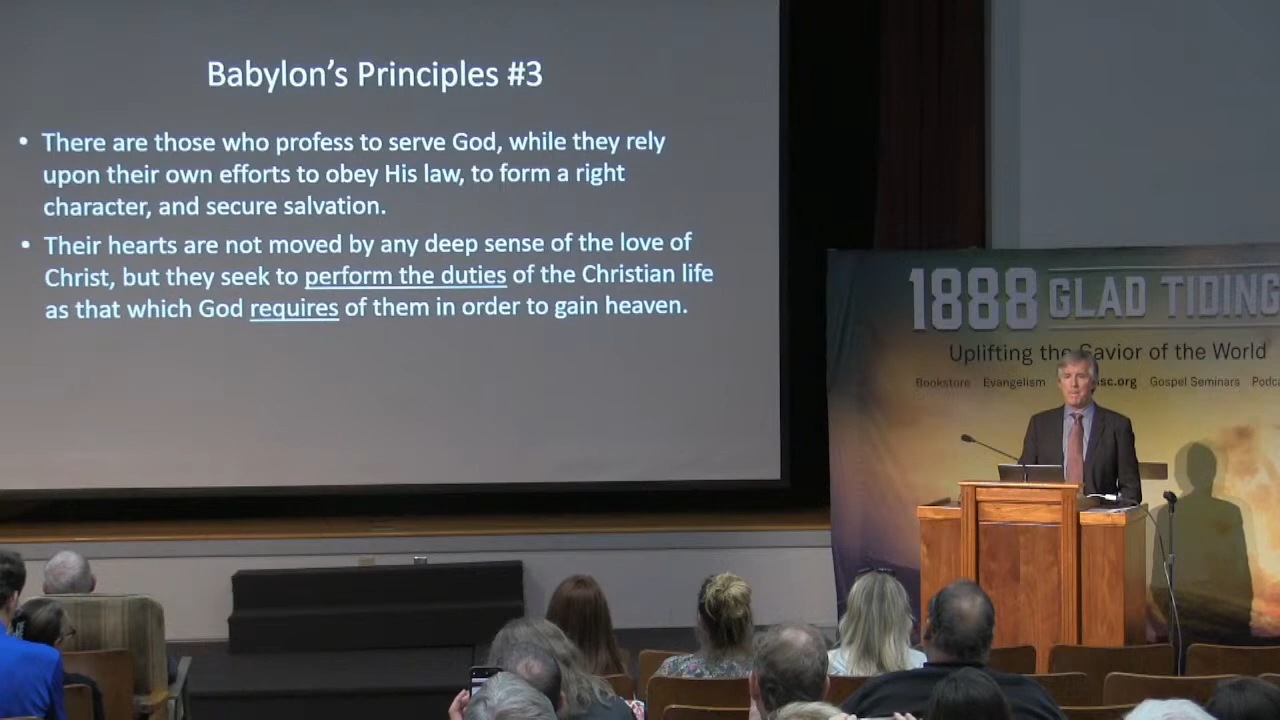 Babylon's Principles #3
• There are those who profess to serve God, while they rely
upon their own efforts to obey His law, to form a right
character, and secure salvation.
• Their hearts are not moved by any deep sense of the love of
Christ, but they seek to perform the duties of the Christian life
as that which God requires of them in order to gain heaven.
1888 GLAD TIDING
Uplifting the Savior of the World
Bookstore Evangelism sc.org Gospel Seminars Podca